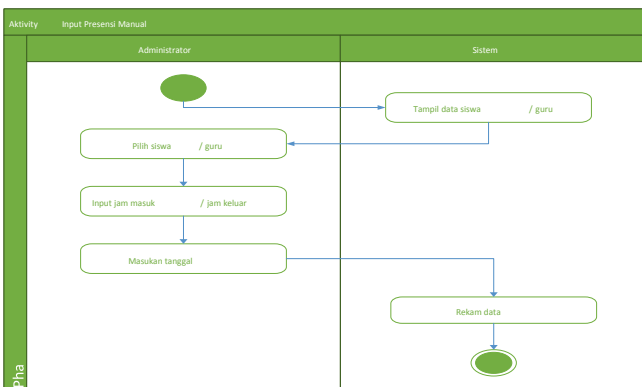 Aktivity Input Presensi Manual
Administrator
Sistem
Tampil data siswa / guru
Pilih siswa / guru
Input jam masuk / jam keluar
Masukan tanggal
Rekam data
Pha